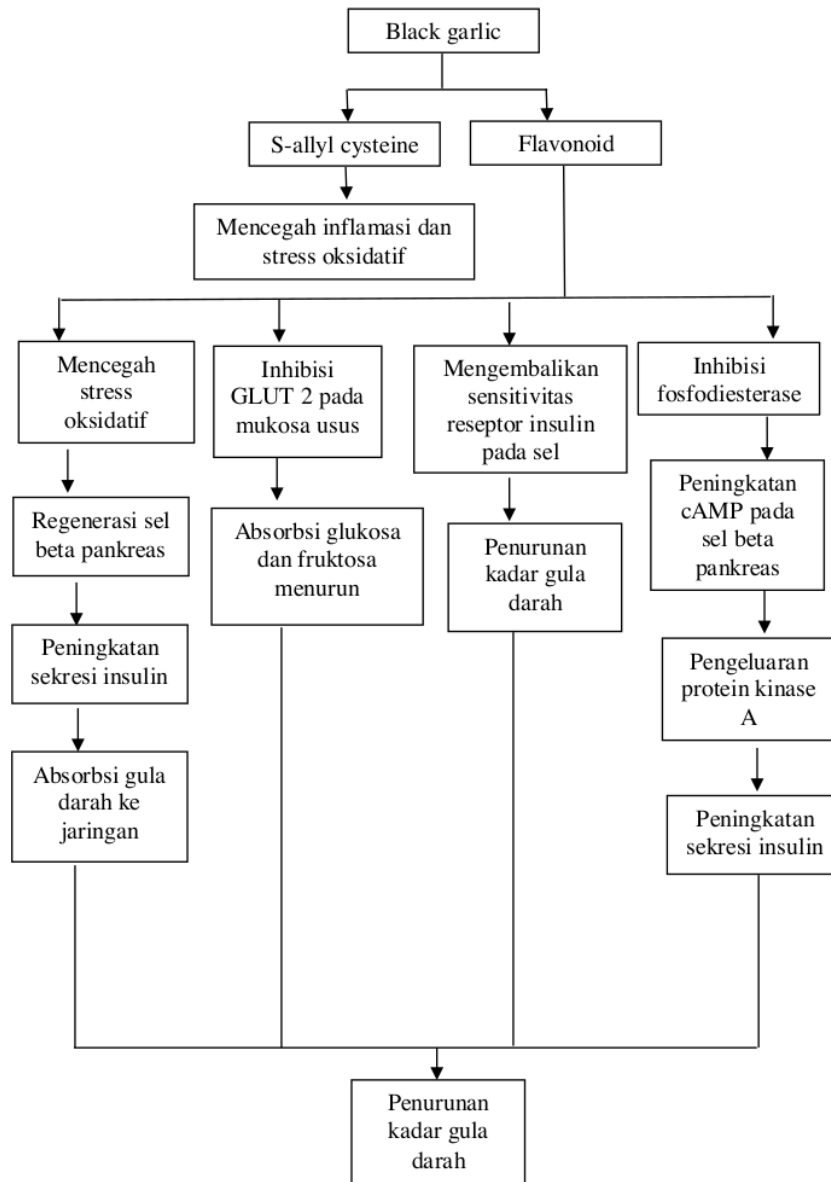 Black garlic
S-allyl cysteine
Flavonoid
Mencegah inflamasi dan
stress oksidatif
Mencegah
stress
oksidatif
Inhibisi
GLUT 2 pada
mukosa usus
Mengembalikan
sensitivitas
reseptor insulin
pada sel
Inhibisi
fosfodiesterase
Regenerasi sel
beta pankreas
Absorbsi glukosa
dan fruktosa
menurun
Penurunan
kadar gula
darah
Peningkatan
cAMP pada
sel beta
pankreas
Peningkatan
sekresi insulin
Pengeluaran
protein kinase
A
Absorbsi gula
darah ke
jaringan
Peningkatan
sekresi insulin
Penurunan
kadar gula
darah